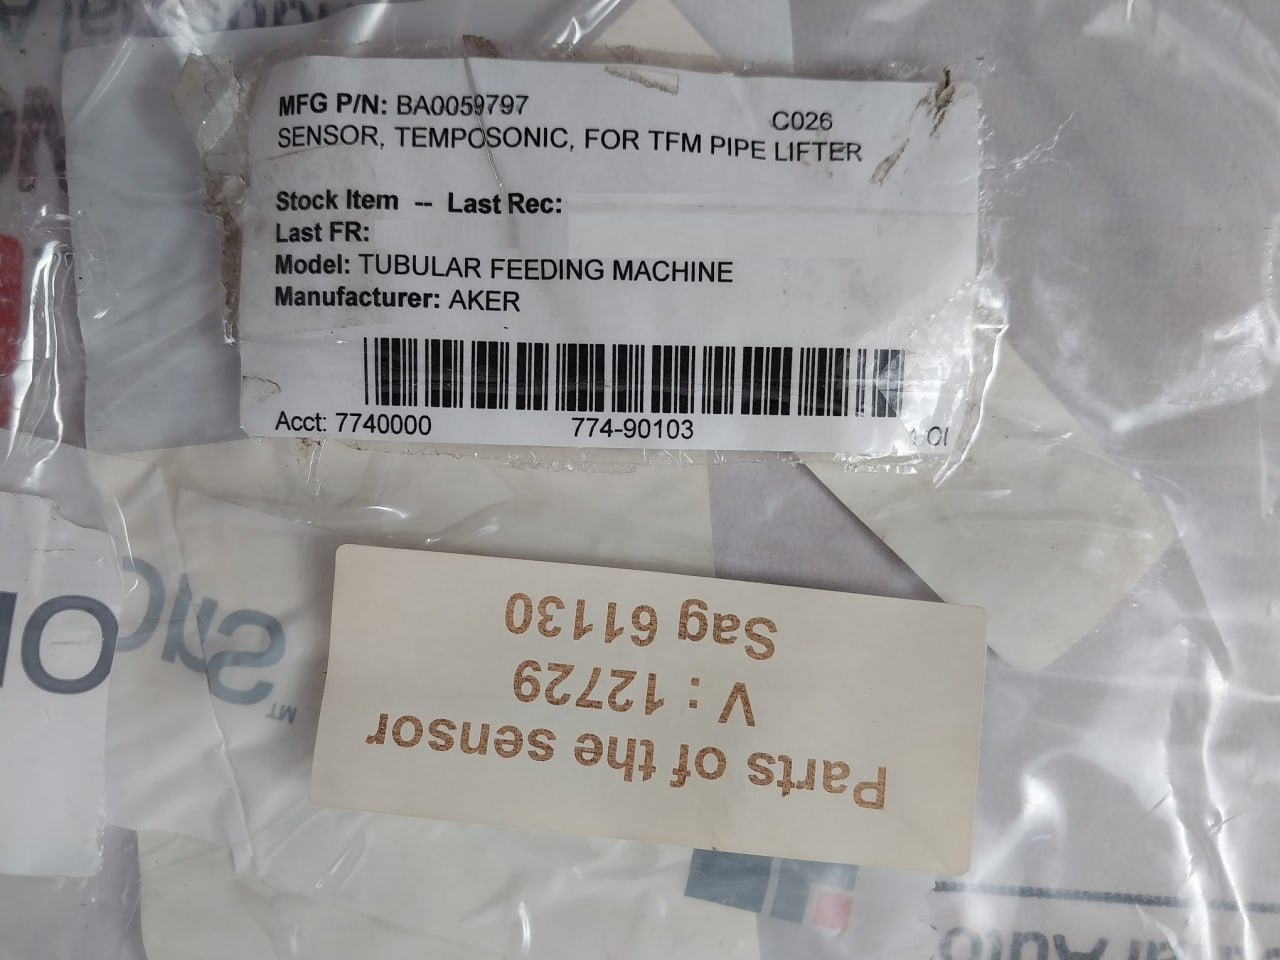 MFG P/N: BA0059797
C026
SENSOR, TEMPOSONIC, FOR TFM PIPE LIFTER
Stock Item -- Last Rec:
Last FR:
Model: TUBULAR FEEDING MACHINE
Manufacturer: AKER
Acct: 7740000 774-90103
Parts of the sensor
V : 12729
Sag 61130